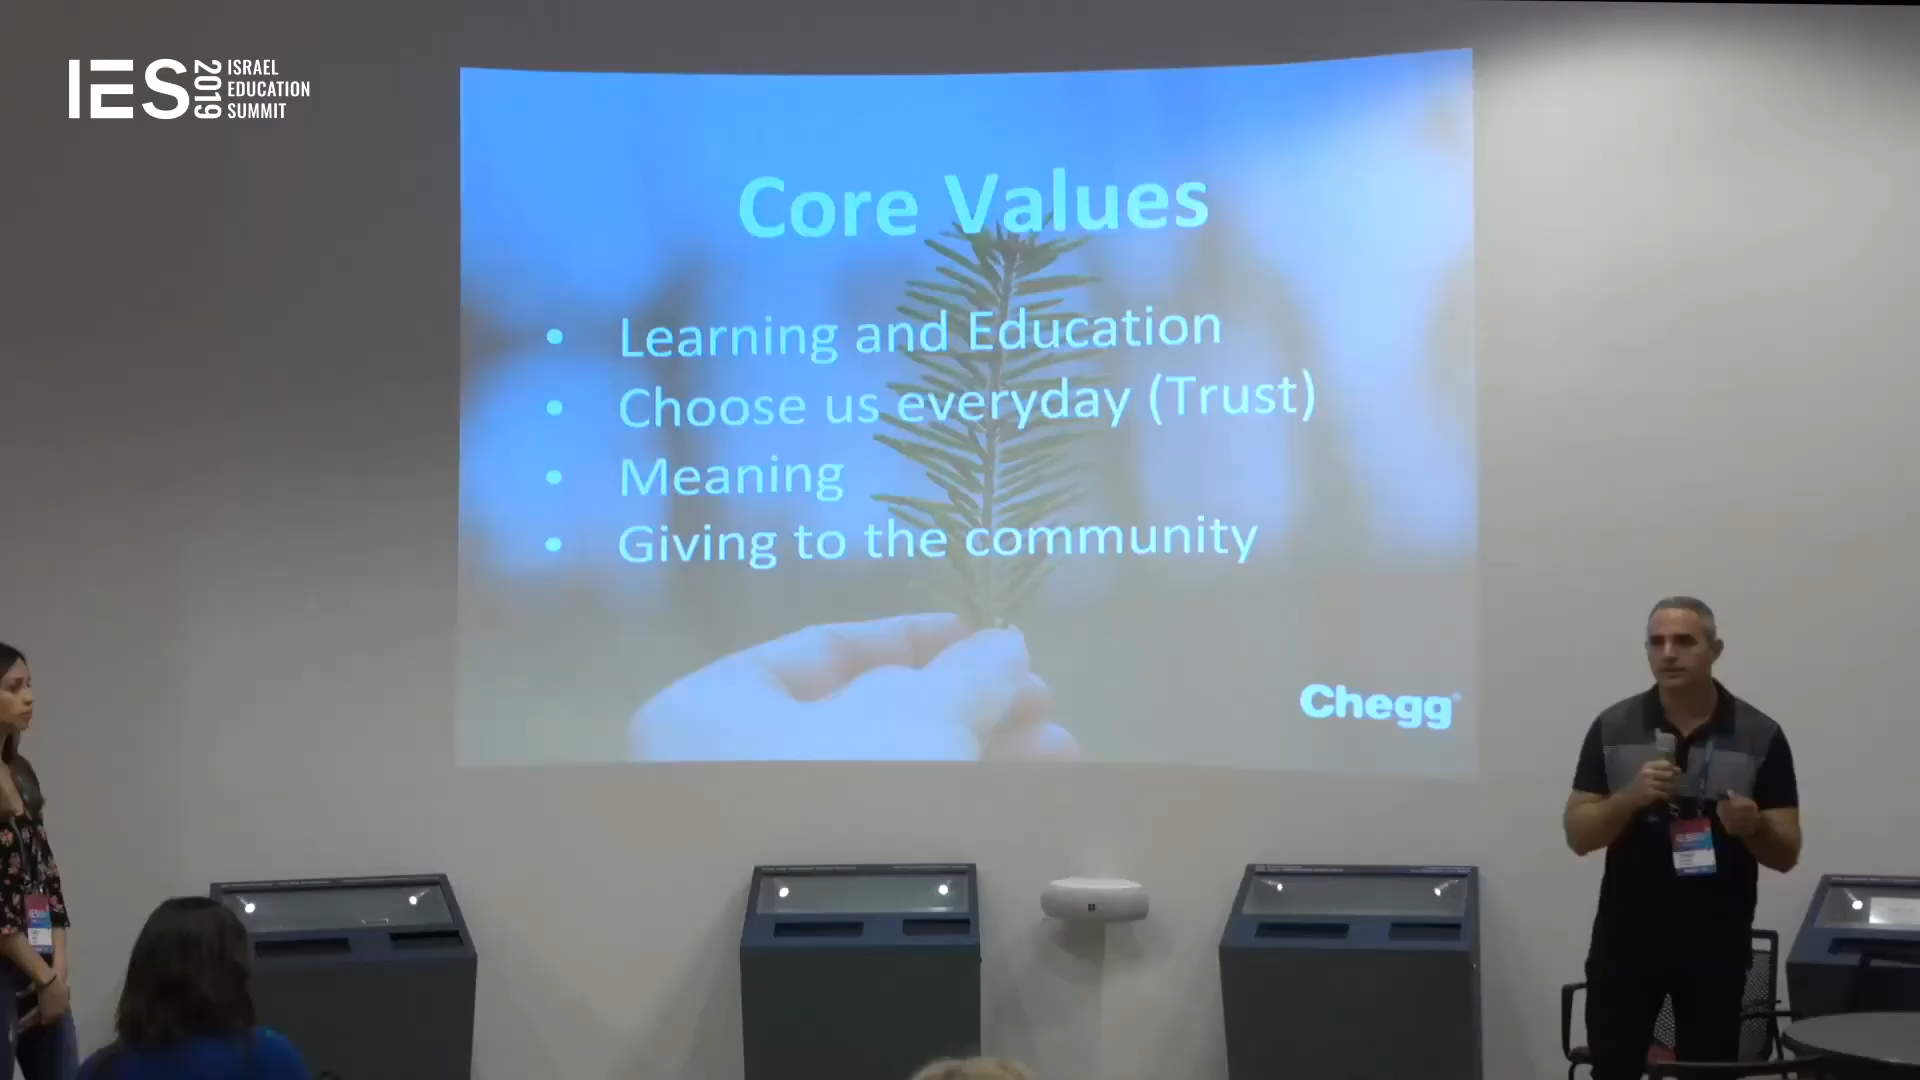 IES 2019 ISRAEL
EDUCATION
SUMMIT
Core Values
• Learning and Education
• Choose us everyday (Trust)
• Meaning
• Giving to the community
Chegg